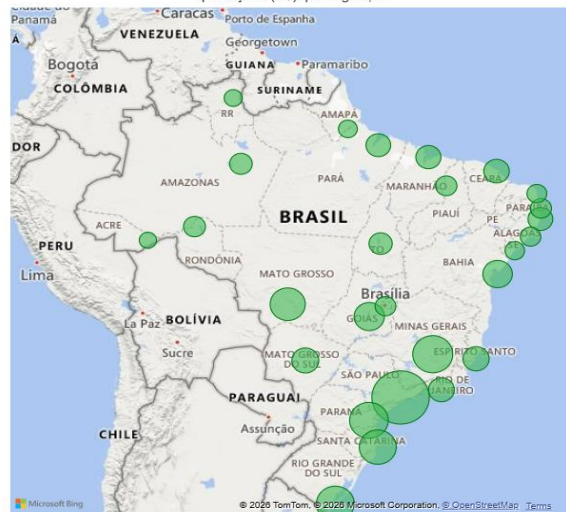 Caracas
Porto de Espanha
Panamá
VENEZUELA
Georgetown
Bogotá
GUIANA
Paramaribo
COLÔMBIA
SURINAME
RR
AMAPÁ
DOR
AMAZONAS
PARÁ
MARANHÃO
CEARÁ
BRASIL
PIAUÍ
PE
ACRE
ALAGOAS
SE
PERU
RONDÔNIA
TO
BAHIA
Lima
MATO GROSSO
Brasília
La Paz
BOLÍVIA
GOIÁS
MINAS GERAIS
Sucre
MATO GROSSO
DO SUL
ESPÍRITO SANTO
SÃO PAULO
RIO DE
JANEIRO
PARAGUAI
PARANÁ
Assunção
CHILE
SANTA CATARINA
RIO GRANDE
DO SUL
Microsoft Bing
© 2026 TomTom, © 2026 Microsoft Corporation, © OpenStreetMap Terms